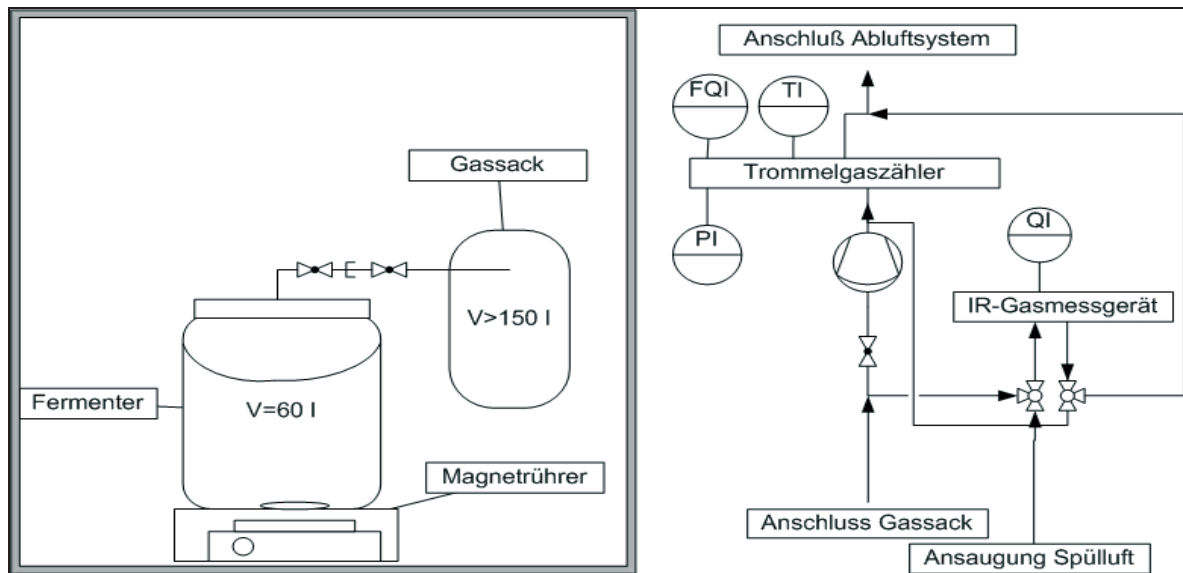 Gassack
V>150 l
Fermenter
V=60 l
Magnetrührer
Anschluß Abluftsystem
FQI
TI
Trommelgaszähler
PI
QI
IR-Gasmessgerät
Anschluss Gassack
Ansaugung Spülluft